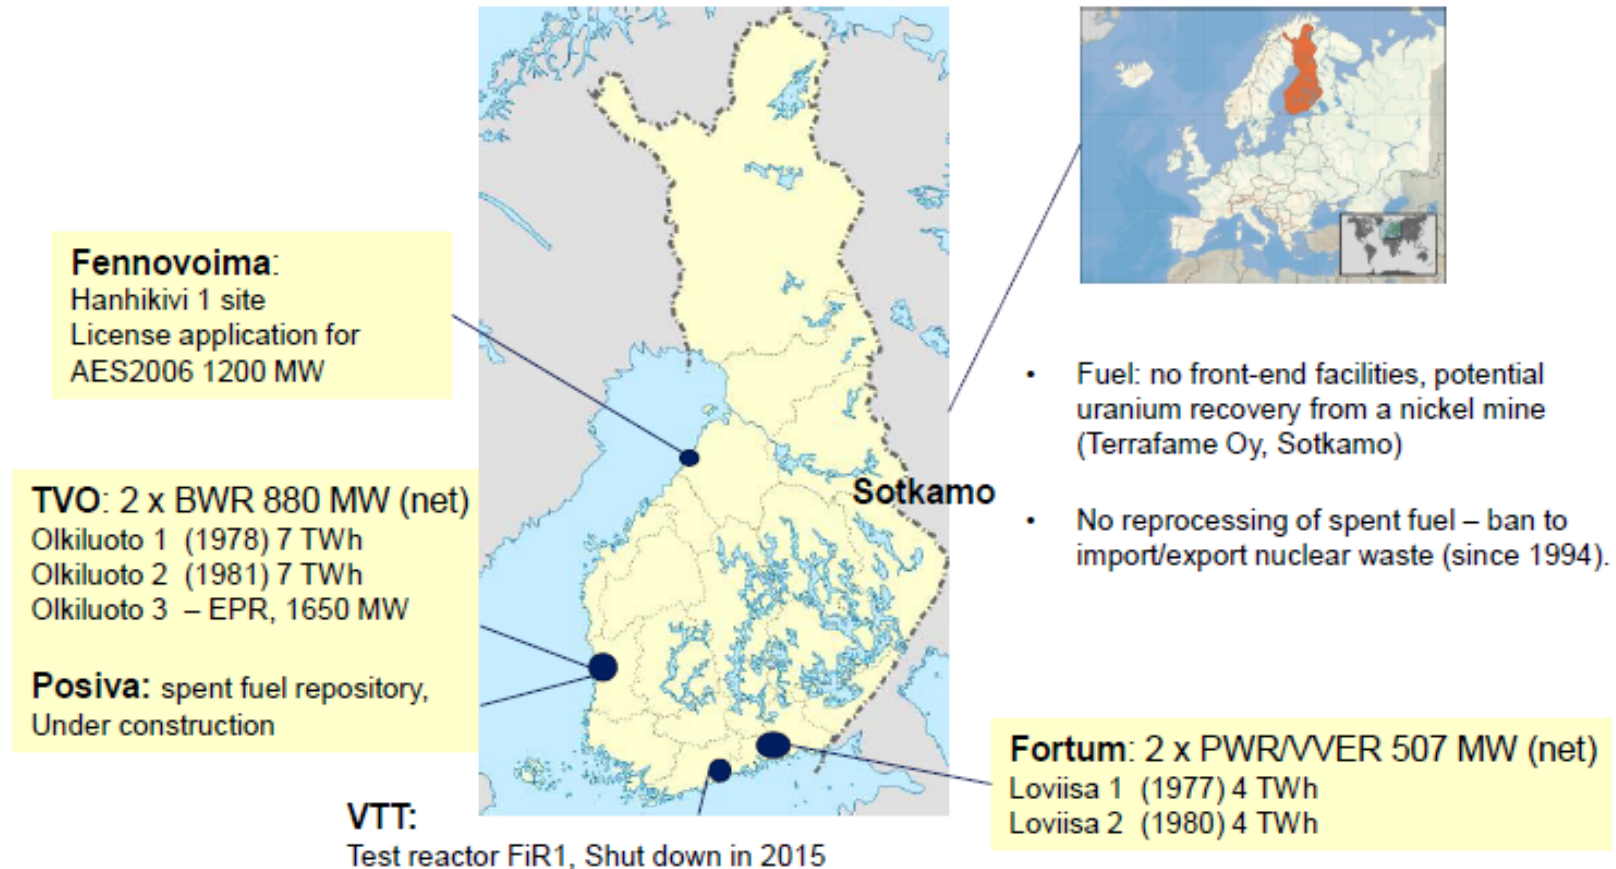 Fennovoima:
Hanhikivi 1 site
License application for
AES2006 1200 MW
TVO: 2 x BWR 880 MW (net)
Olkiluoto 1 (1978) 7 TWh
Olkiluoto 2 (1981) 7 TWh
Olkiluoto 3 – EPR, 1650 MW
Posiva: spent fuel repository,
Under construction
VTT:
Test reactor FiR1, Shut down in 2015
Sotkamo
• Fuel: no front-end facilities, potential
uranium recovery from a nickel mine
(Terrafame Oy, Sotkamo)
• No reprocessing of spent fuel – ban to
import/export nuclear waste (since 1994).
Fortum: 2 x PWR/VVER 507 MW (net)
Loviisa 1 (1977) 4 TWh
Loviisa 2 (1980) 4 TWh